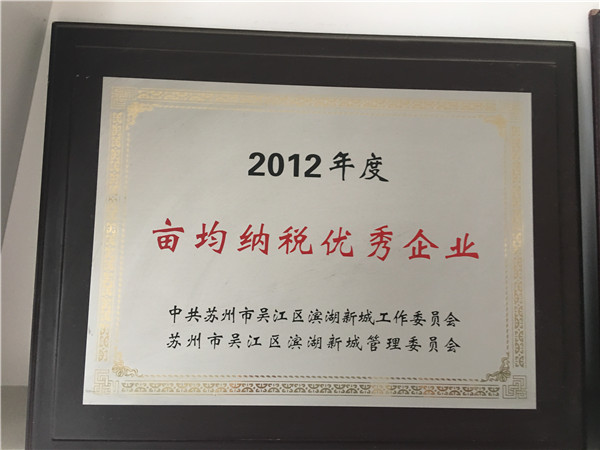 2012年度
亩均纳税优秀企业
中共苏州市吴江区滨湖新城工作委员会
苏州市吴江区滨湖新城管理委员会